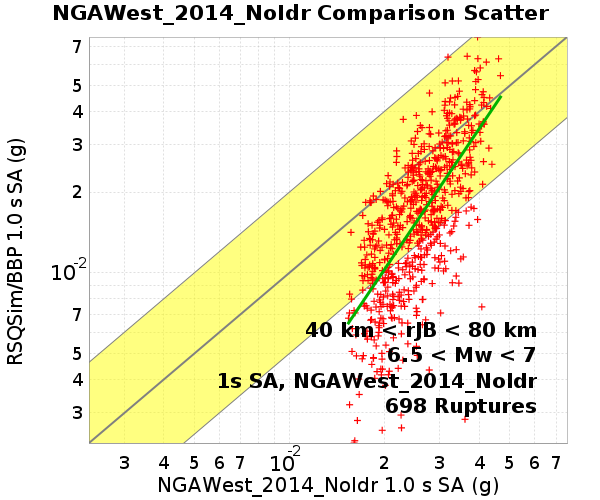 NGAWest_2014_NoIdr Comparison Scatter
RSQSim/BBP 1.0 s SA (g)
7
5
4
3
2
10-2
7
5
4
3
40 km < rJB < 80 km
6.5 < Mw < 7
1s SA, NGAWest_2014_NoIdr
698 Ruptures
3 4 5 6 7 10-2 2 3 4 5 6 7
NGAWest_2014_NoIdr 1.0 s SA (g)